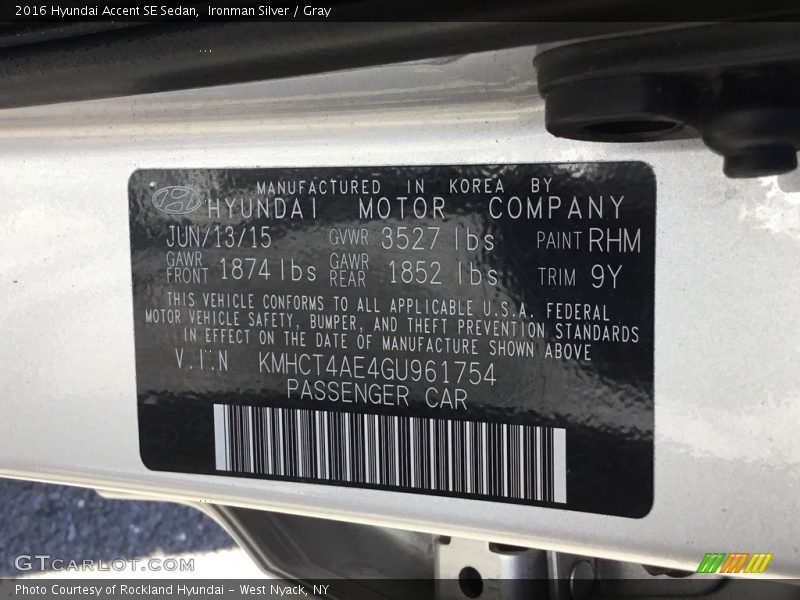 2016 Hyundai Accent SE Sedan,  Ironman Silver / Gray
MANUFACTURED IN KOREA BY
HYUNDAI MOTOR COMPANY
JUN/13/15 GVWR 3527 lbs PAINT RHM
GAWR FRONT 1874 lbs GAWR REAR 1852 lbs TRIM 9Y
THIS VEHICLE CONFORMS TO ALL APPLICABLE U.S.A. FEDERAL
MOTOR VEHICLE SAFETY, BUMPER, AND THEFT PREVENTION STANDARDS
IN EFFECT ON THE DATE OF MANUFACTURE SHOWN ABOVE
V.I.N KMHCT4AE4GU961754
PASSENGER CAR
GTCARLOT.COM
Photo Courtesy of Rockland Hyundai - West Nyack, NY